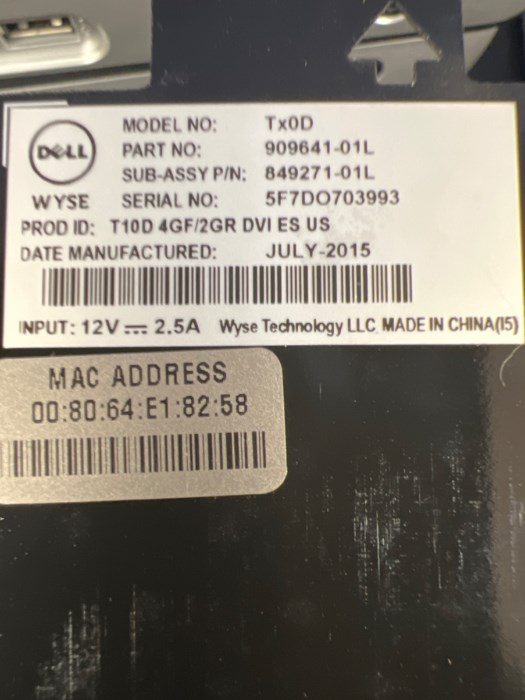 DELL
WYSE
MODEL NO: Tx0D
PART NO: 909641-01L
SUB-ASSY P/N: 849271-01L
SERIAL NO: 5F7DO703993
PROD ID: T10D 4GF/2GR DVI ES US
DATE MANUFACTURED: JULY-2015
INPUT: 12V ⎓ 2.5A Wyse Technology LLC MADE IN CHINA(I5)
MAC ADDRESS
00:80:64:E1:82:58